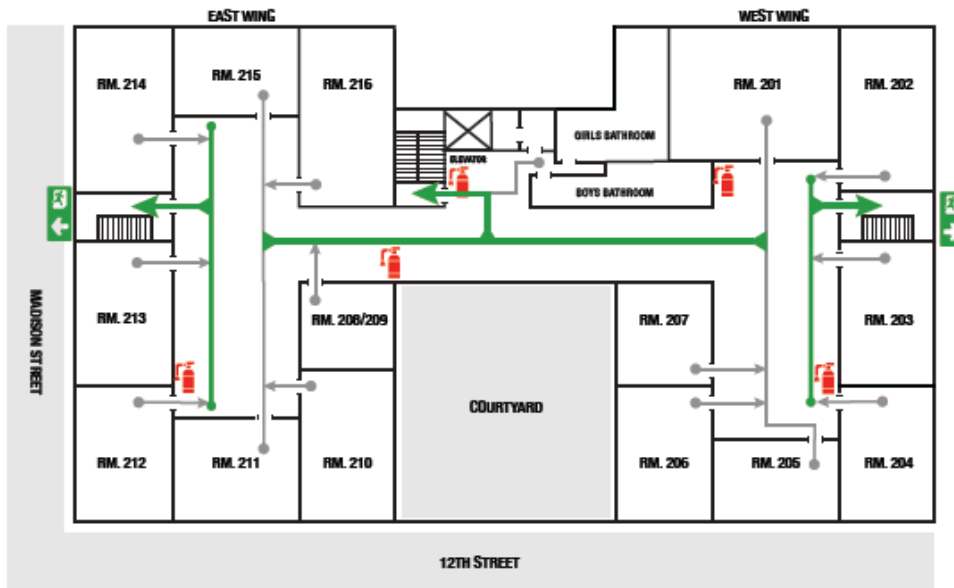 EAST WING
WEST WING
RM. 214
RM. 215
RM. 216
RM. 201
RM. 202
GIRLS BATHROOM
ELEVATOR
BOYS BATHROOM
MADISON STREET
RM. 213
RM. 208/209
RM. 207
RM. 203
COURTYARD
RM. 212
RM. 211
RM. 210
RM. 206
RM. 205
RM. 204
12TH STREET